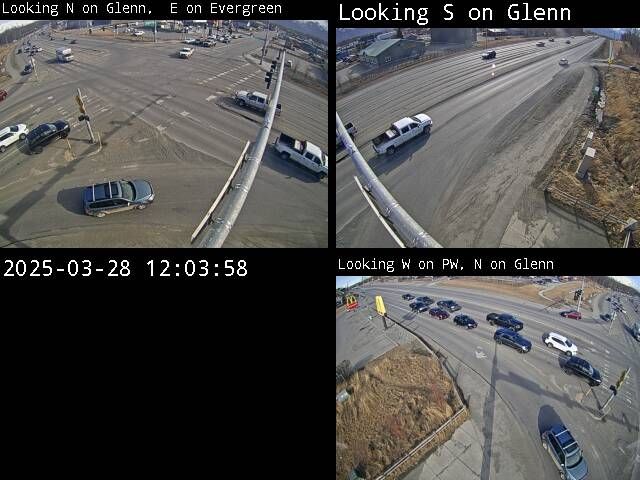 Looking N on Glenn, E on Evergreen
Looking S on Glenn
2025-03-28 12:03:58
Looking W on PW, N on Glenn